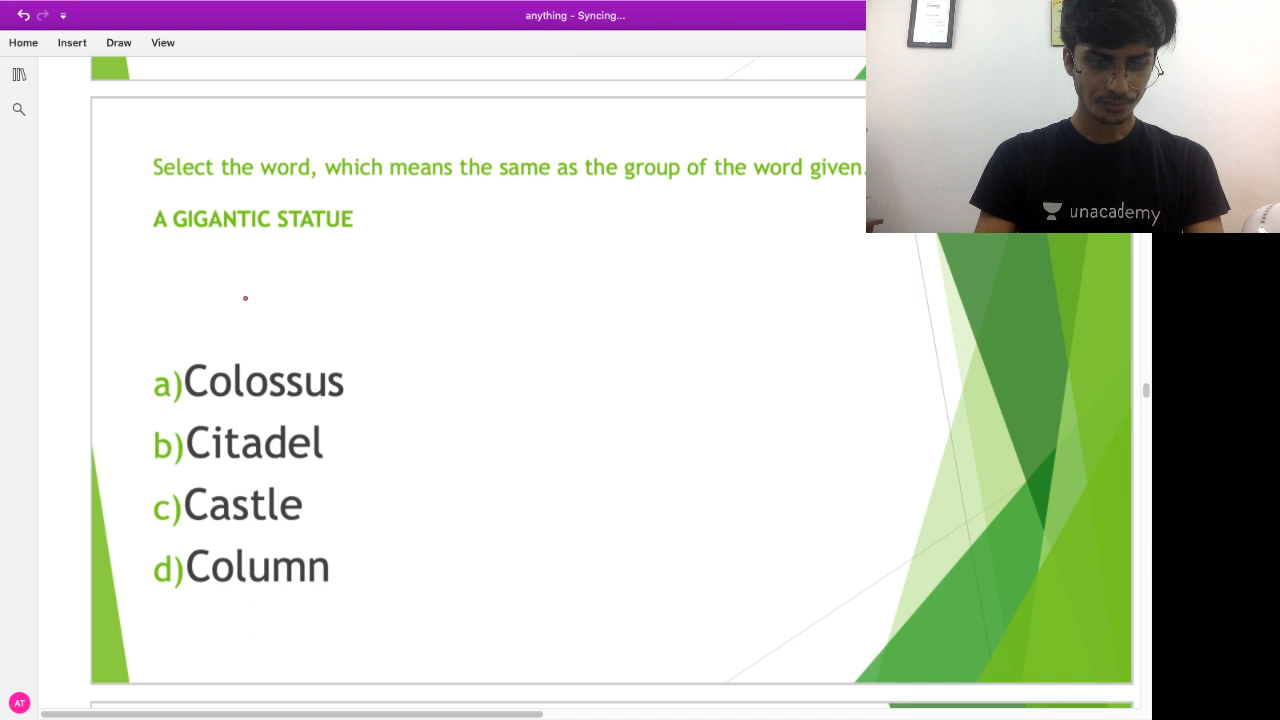 anything - Syncing...
Home Insert Draw View
Select the word, which means the same as the group of the word given.
A GIGANTIC STATUE
unacademy
a)Colossus
b)Citadel
c)Castle
d)Column
AT